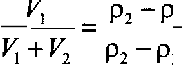 V₁ / (V₁ + V₂) = (ρ₂ − ρ) / (ρ₂ − ρ